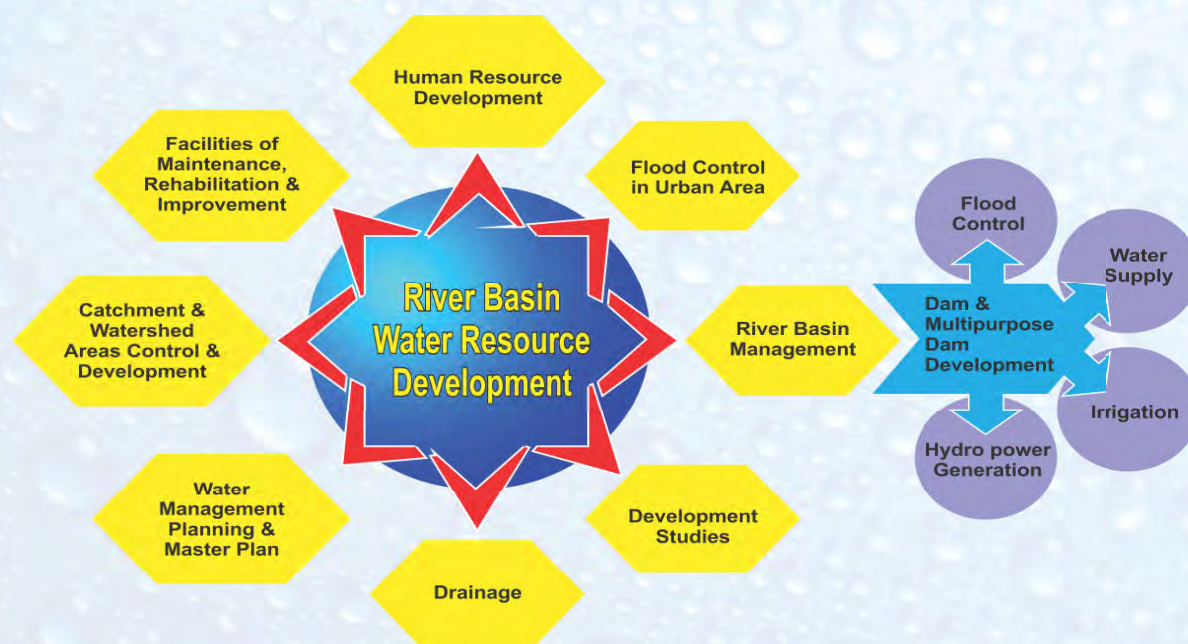 Human Resource
Development
Facilities of
Maintenance,
Rehabilitation &
Improvement
Flood Control
in Urban Area
River Basin
Water Resource
Development
Catchment &
Watershed
Areas Control &
Development
River Basin
Management
Water
Management
Planning &
Master Plan
Development
Studies
Drainage
Dam &
Multipurpose
Dam
Development
Flood
Control
Water
Supply
Irrigation
Hydro power
Generation